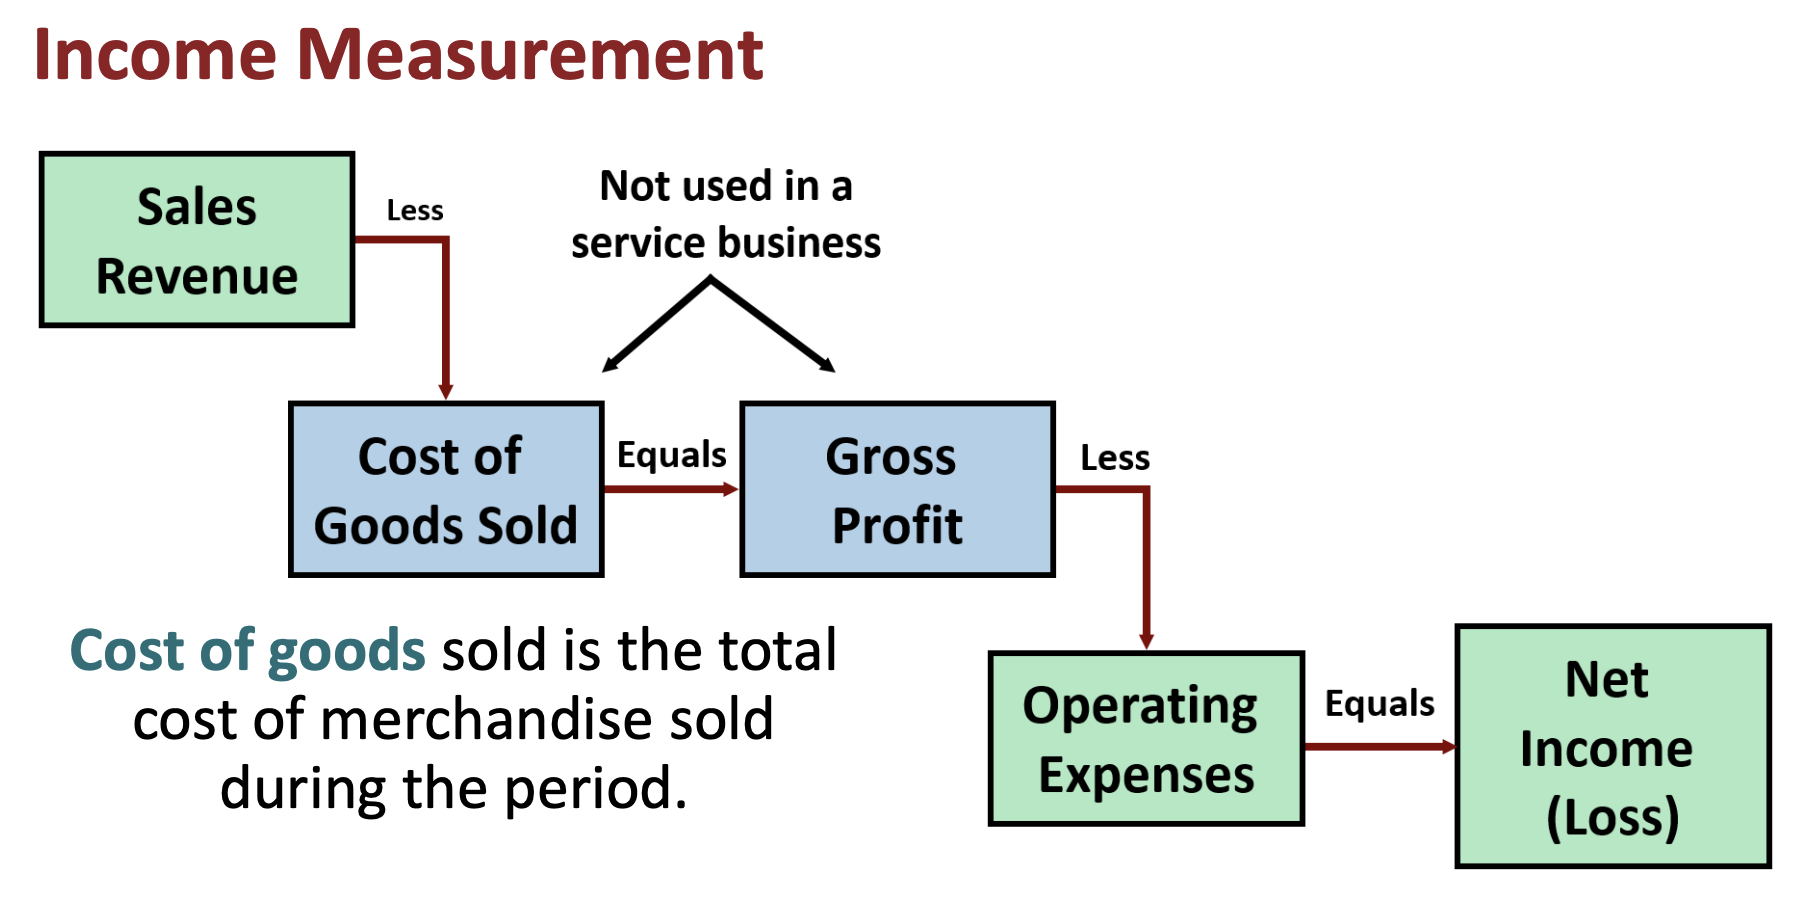 Income Measurement
Sales
Revenue
Less
Not used in a
service business
Cost of
Goods Sold
Equals
Gross
Profit
Less
Cost of goods sold is the total
cost of merchandise sold
during the period.
Operating
Expenses
Equals
Net
Income
(Loss)